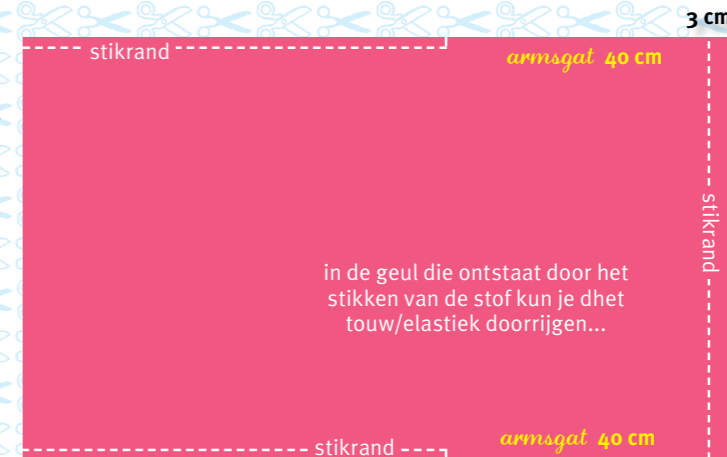 3 cm
stikrand
armsgat 40 cm
stikrand
in de geul die ontstaat door het
stikken van de stof kun je dhet
touw/elastiek doorrijgen...
armsgat 40 cm
stikrand